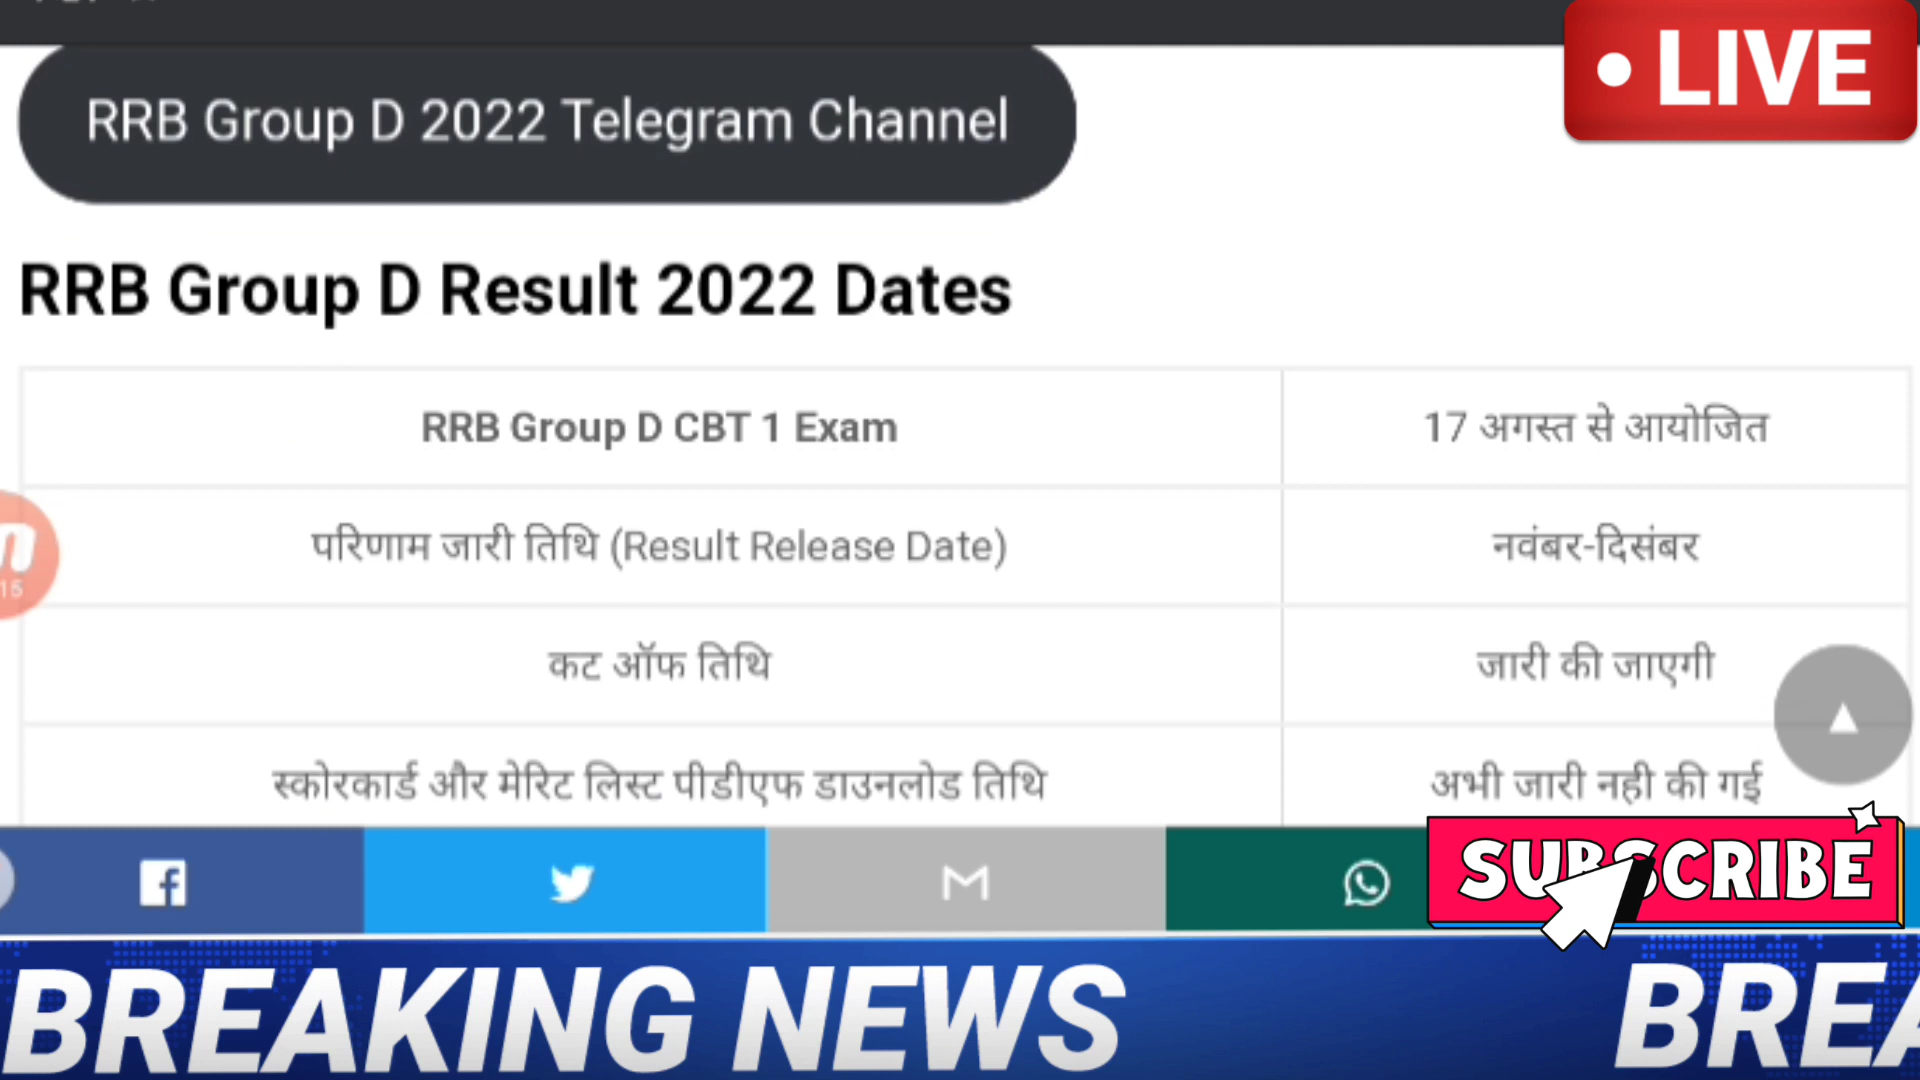 LIVE
RRB Group D 2022 Telegram Channel
RRB Group D Result 2022 Dates
RRB Group D CBT 1 Exam 17 अगस्त से आयोजित
परिणाम जारी तिथि (Result Release Date) नवंबर-दिसंबर
15
कट ऑफ तिथि जारी की जाएगी
स्कोरकार्ड और मेरिट लिस्ट पीडीएफ डाउनलोड तिथि अभी जारी नही की गई
SUBSCRIBE
BREAKING NEWS BREA